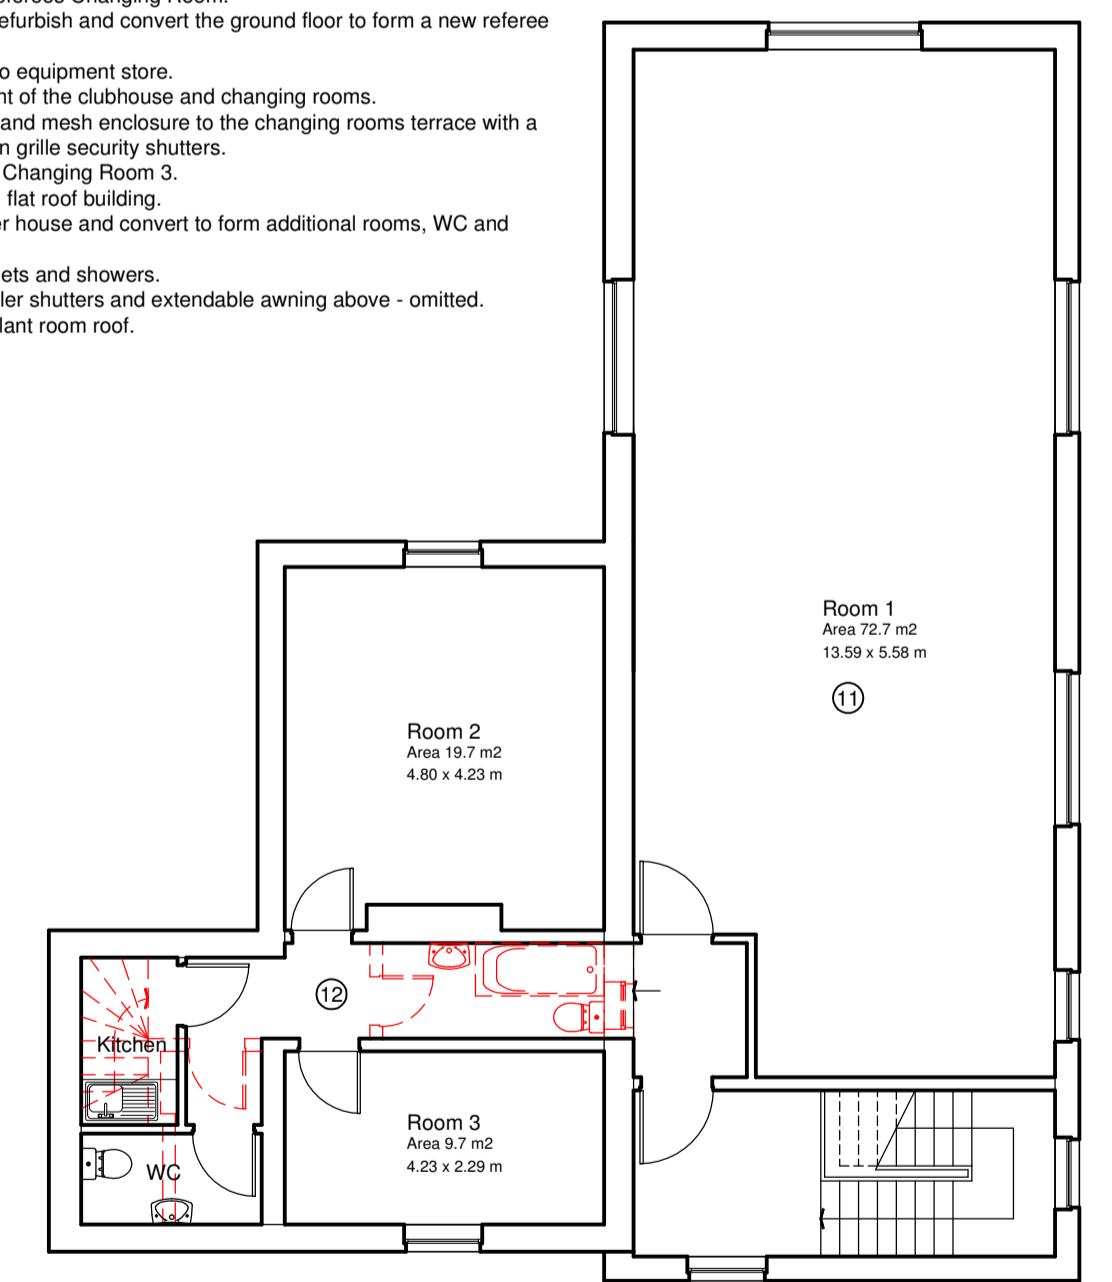 Changing Room.
efurbish and convert the ground floor to form a new referee
o equipment store.
nt of the clubhouse and changing rooms.
and mesh enclosure to the changing rooms terrace with a
n grille security shutters.
Changing Room 3.
flat roof building.
er house and convert to form additional rooms, WC and
ets and showers.
ler shutters and extendable awning above - omitted.
lant room roof.
Room 1
Area 72.7 m2
13.59 x 5.58 m
11
Room 2
Area 19.7 m2
4.80 x 4.23 m
12
Kitchen
Room 3
Area 9.7 m2
4.23 x 2.29 m
WC